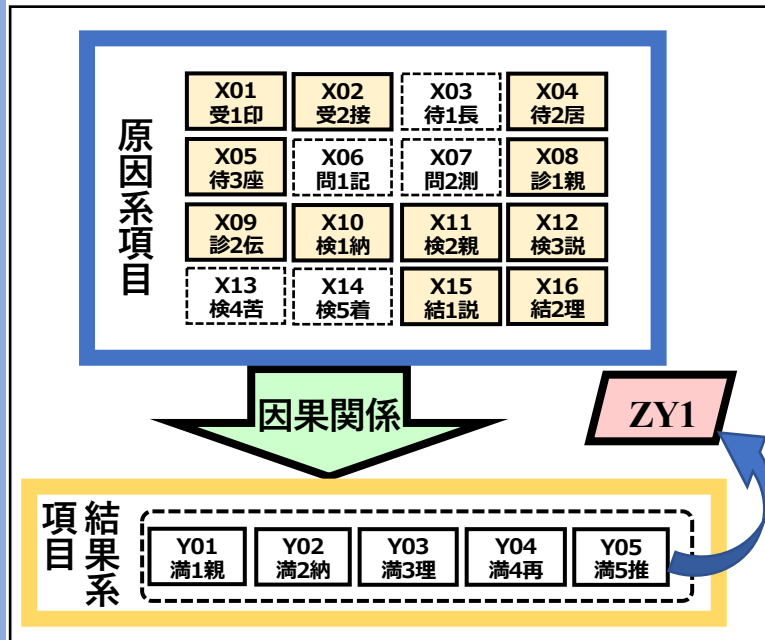 原因系項目
X01
受1印
X02
受2接
X03
待1長
X04
待2居
X05
待3座
X06
問1記
X07
問2測
X08
診1親
X09
診2伝
X10
検1納
X11
検2親
X12
検3説
X13
検4苦
X14
検5着
X15
結1説
X16
結2理
因果関係
ZY1
結果系
項目
Y01
満1親
Y02
満2納
Y03
満3理
Y04
満4再
Y05
満5推